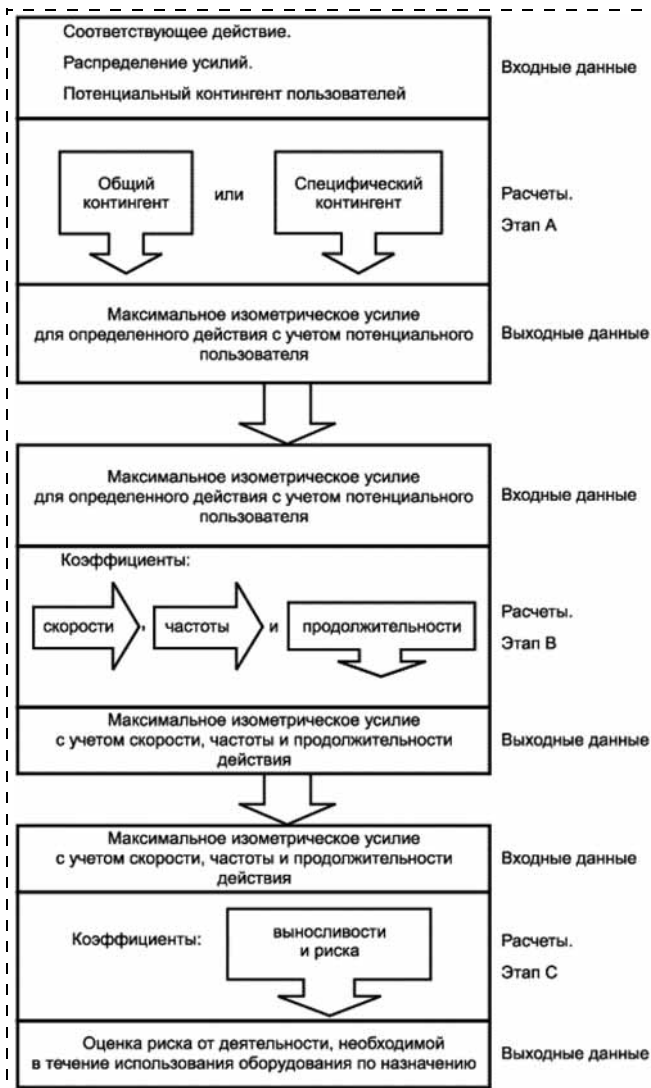 Соответствующее действие.
Распределение усилий.
Потенциальный контингент пользователей
Входные данные
Общий
контингент
или
Специфический
контингент
Расчеты.
Этап A
Максимальное изометрическое усилие
для определенного действия с учетом потенциального
пользователя
Выходные данные
Максимальное изометрическое усилие
для определенного действия с учетом потенциального
пользователя
Входные данные
Коэффициенты:
скорости , частоты и продолжительности
Расчеты.
Этап B
Максимальное изометрическое усилие
с учетом скорости, частоты и продолжительности
действия
Выходные данные
Максимальное изометрическое усилие
с учетом скорости, частоты и продолжительности
действия
Входные данные
Коэффициенты:
выносливости
и риска
Расчеты.
Этап C
Оценка риска от деятельности, необходимой
в течение использования оборудования по назначению
Выходные данные